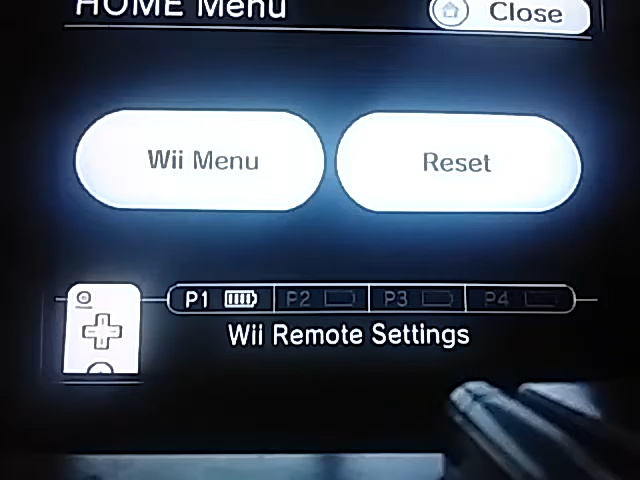 HOME Menu
Close
Wii Menu
Reset
P1 P2 P3 P4
Wii Remote Settings